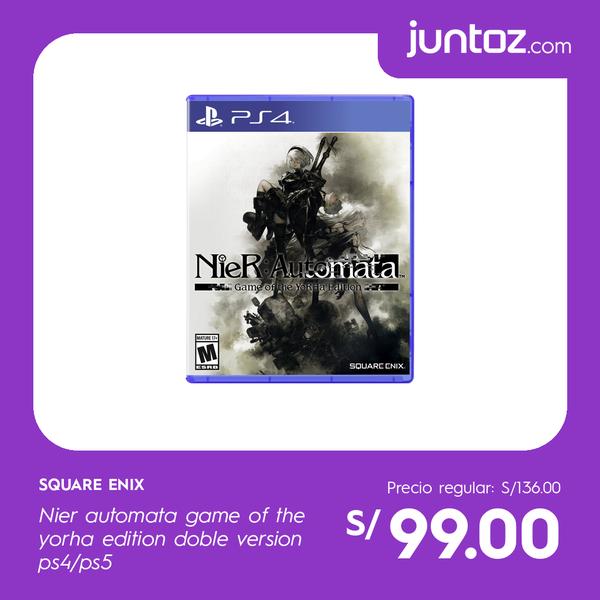 juntoz.com
PS4
NieR:Automata™
Game of the YoRHa Edition
MATURE 17+
M
ESRB
SQUARE ENIX.
SQUARE ENIX
Nier automata game of the
yorha edition doble version
ps4/ps5
Precio regular: S/136.00
S/99.00